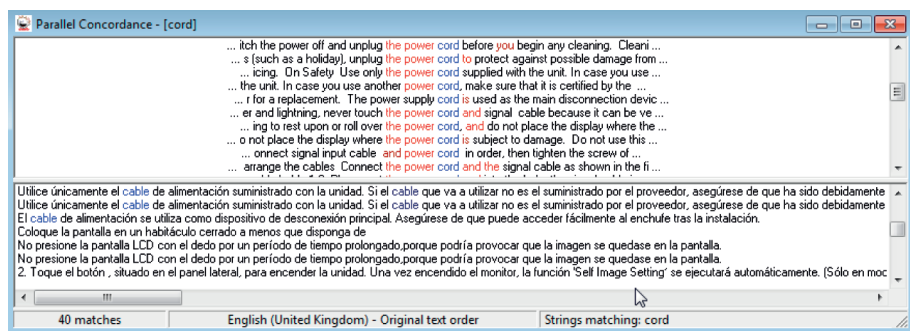 Parallel Concordance - [cord]
... itch the power off and unplug the power cord before you begin any cleaning. Cleani ...
... s (such as a holiday), unplug the power cord to protect against possible damage from ...
... icing. On Safety Use only the power cord supplied with the unit. In case you use ...
... the unit. In case you use another power cord, make sure that it is certified by the ...
... r for a replacement. The power supply cord is used as the main disconnection devic ...
... er and lightning, never touch the power cord and signal cable because it can be ve ...
... ing to rest upon or roll over the power cord, and do not place the display where the ...
... o not place the display where the power cord is subject to damage. Do not use this ...
... onnect signal input cable and power cord in order, then tighten the screw of ...
... arrange the cables Connect the power cord and the signal cable as shown in the fi ...
Utilice únicamente el cable de alimentación suministrado con la unidad. Si el cable que va a utilizar no es el suministrado por el proveedor, asegúrese de que ha sido debidamente
Utilice únicamente el cable de alimentación suministrado con la unidad. Si el cable que va a utilizar no es el suministrado por el proveedor, asegúrese de que ha sido debidamente
El cable de alimentación se utiliza como dispositivo de desconexión principal. Asegúrese de que puede acceder fácilmente al enchufe tras la instalación.
Coloque la pantalla en un habitáculo cerrado a menos que disponga de
No presione la pantalla LCD con el dedo por un período de tiempo prolongado,porque podría provocar que la imagen se quedase en la pantalla.
No presione la pantalla LCD con el dedo por un período de tiempo prolongado,porque podría provocar que la imagen se quedase en la pantalla.
2. Toque el botón , situado en el panel lateral, para encender la unidad. Una vez encendido el monitor, la función 'Self Image Setting' se ejecutará automáticamente. (Sólo en moc
40 matches English (United Kingdom) - Original text order Strings matching: cord